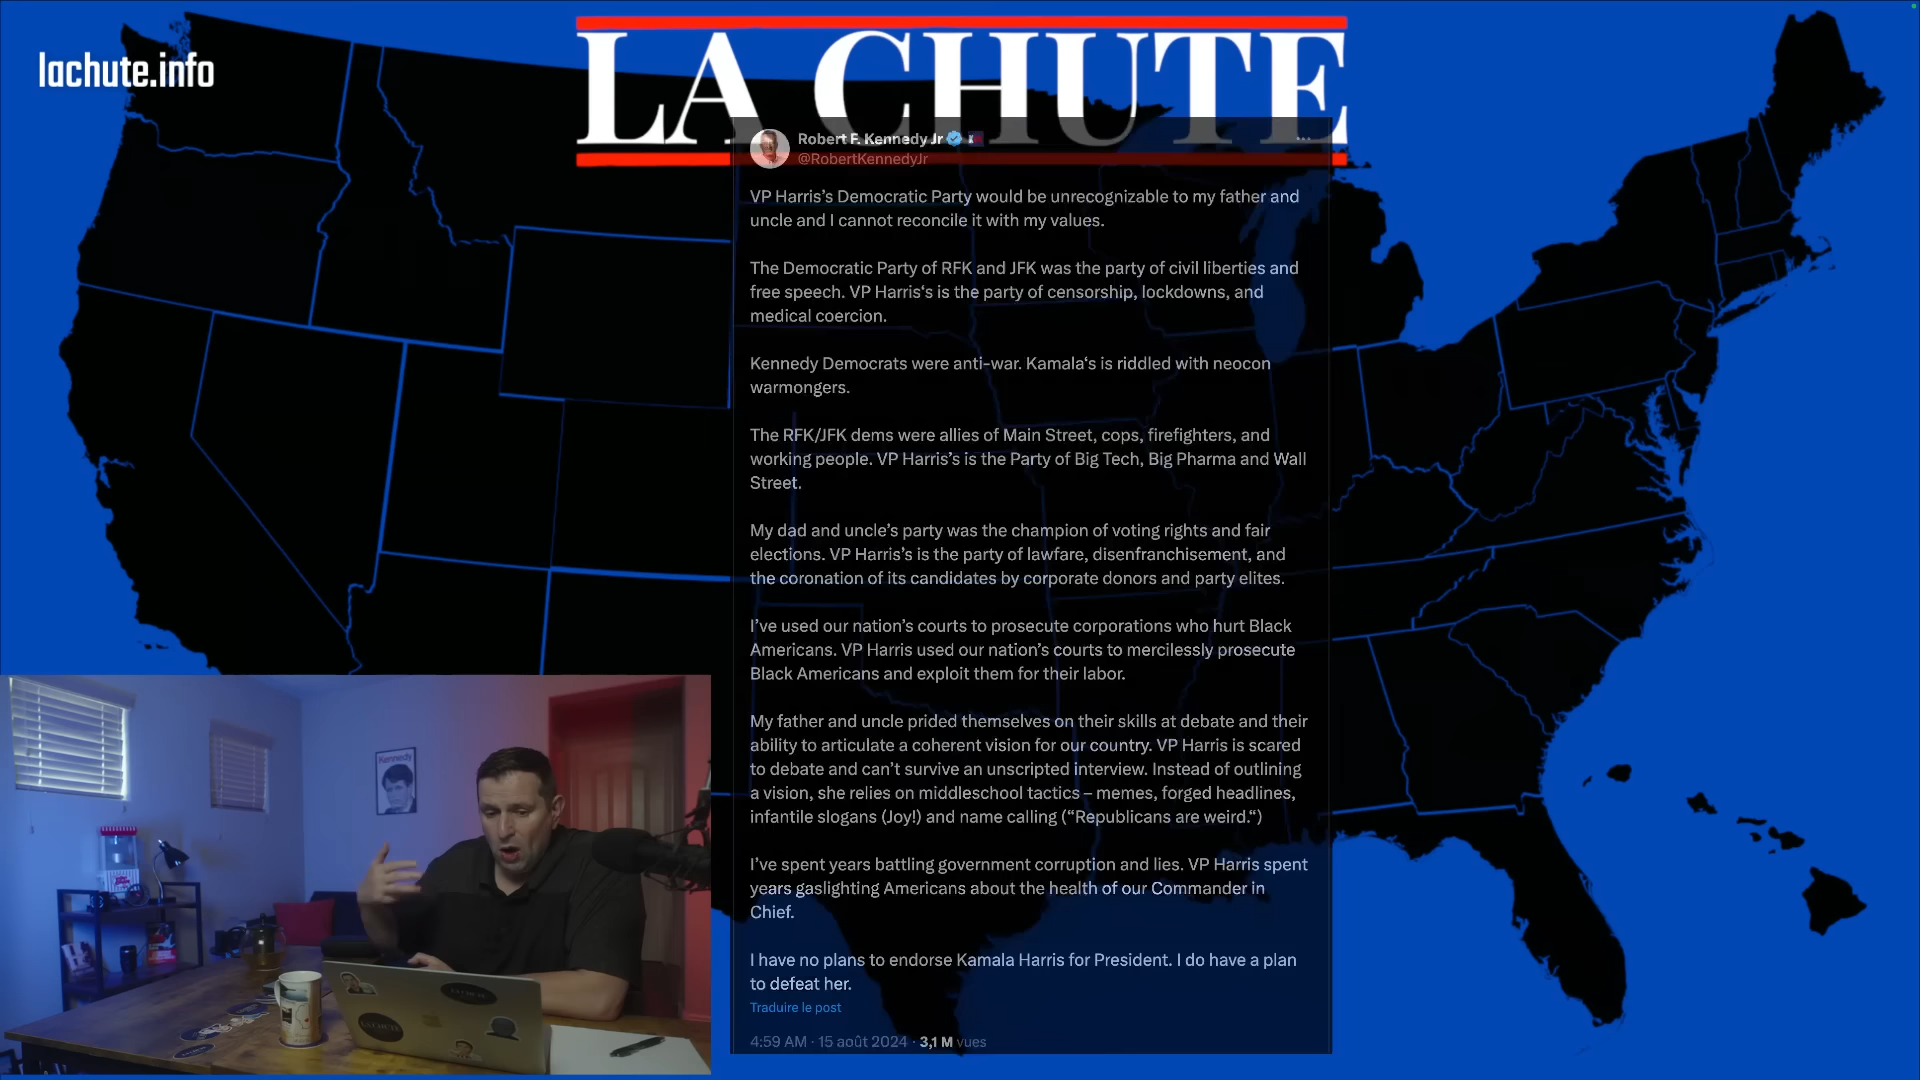 lachute.info
LA CHUTE
Robert F. Kennedy Jr
@RobertKennedyJr
VP Harris’s Democratic Party would be unrecognizable to my father and
uncle and I cannot reconcile it with my values.
The Democratic Party of RFK and JFK was the party of civil liberties and
free speech. VP Harris‘s is the party of censorship, lockdowns, and
medical coercion.
Kennedy Democrats were anti-war. Kamala‘s is riddled with neocon
warmongers.
The RFK/JFK dems were allies of Main Street, cops, firefighters, and
working people. VP Harris’s is the Party of Big Tech, Big Pharma and Wall
Street.
My dad and uncle’s party was the champion of voting rights and fair
elections. VP Harris’s is the party of lawfare, disenfranchisement, and
the coronation of its candidates by corporate donors and party elites.
I’ve used our nation’s courts to prosecute corporations who hurt Black
Americans. VP Harris used our nation’s courts to mercilessly prosecute
Black Americans and exploit them for their labor.
My father and uncle prided themselves on their skills at debate and their
ability to articulate a coherent vision for our country. VP Harris is scared
to debate and can’t survive an unscripted interview. Instead of outlining
a vision, she relies on middleschool tactics – memes, forged headlines,
infantile slogans (Joy!) and name calling (“Republicans are weird.“)
I’ve spent years battling government corruption and lies. VP Harris spent
years gaslighting Americans about the health of our Commander in
Chief.
I have no plans to endorse Kamala Harris for President. I do have a plan
to defeat her.
Traduire le post
4:59 AM · 15 août 2024 · 3,1 M vues
Kennedy
LA CHUTE